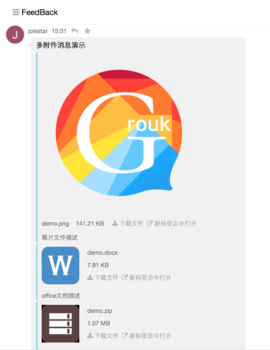 FeedBack
J
jolestar 15:31
多附件消息演示
G
rouk
demo.png 141.21 KB 下载文件 新标签页中打开
图片文件描述
W
demo.docx
7.81 KB
下载文件 新标签页中打开
office文档描述
demo.zip
1.07 MB
下载文件 新标签页中打开